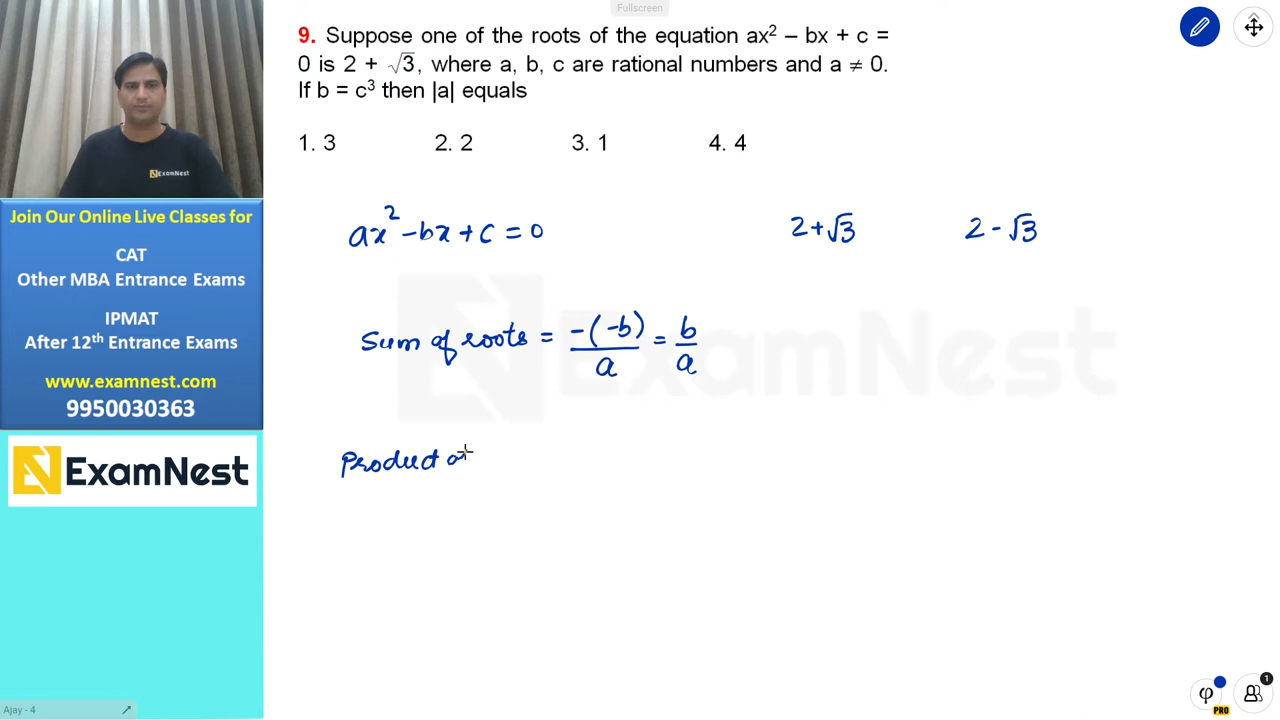 Fullscreen
9. Suppose one of the roots of the equation ax² – bx + c =
0 is 2 + √3, where a, b, c are rational numbers and a ≠ 0.
If b = c³ then |a| equals
1. 3 2. 2 3. 1 4. 4
ExamNest
Join Our Online Live Classes for
CAT
Other MBA Entrance Exams
IPMAT
After 12th Entrance Exams
www.examnest.com
9950030363
ExamNest
ax² - bx + c = 0 2 + √3 2 - √3
Sum of roots = -(-b)/a = b/a
Product o
ExamNest
Ajay - 4
φ
PRO
1